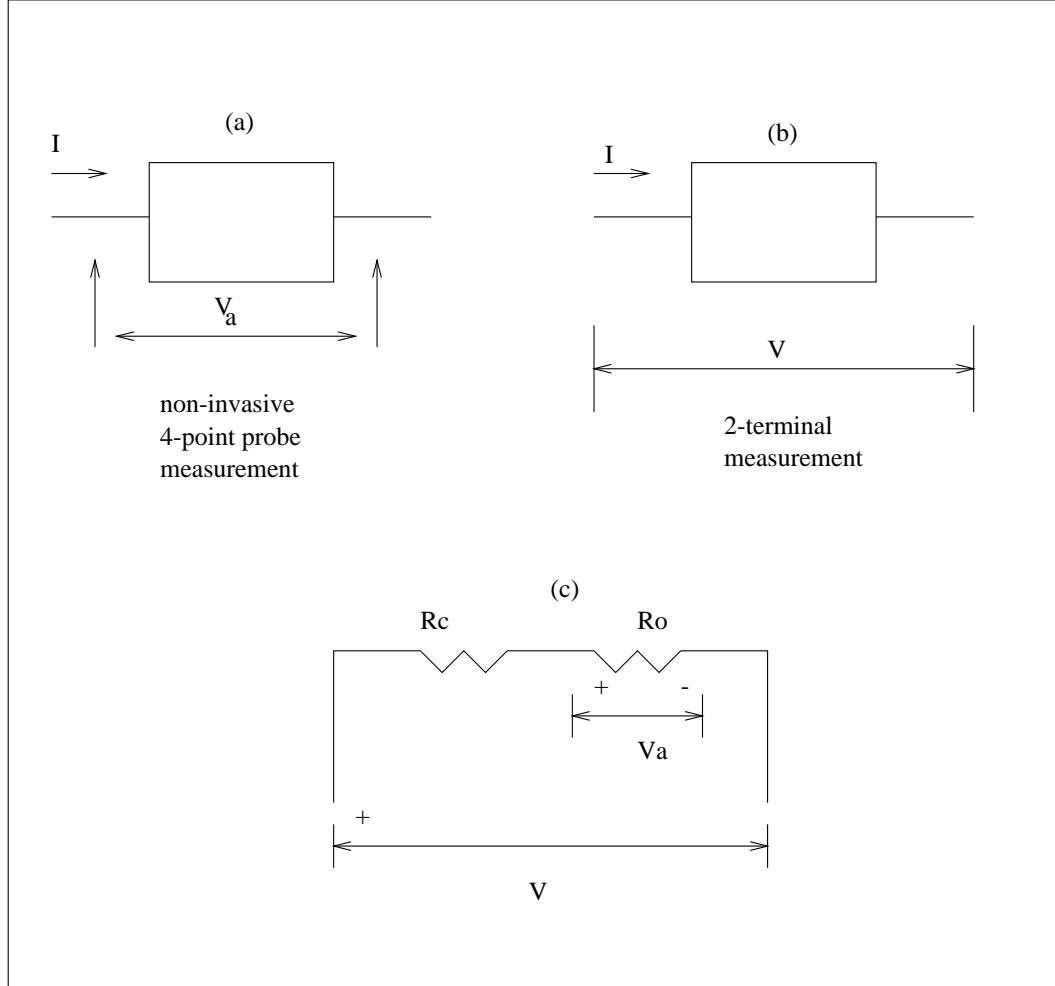 (a)
I
V
a
non-invasive
4-point probe
measurement
(b)
I
V
2-terminal
measurement
(c)
Rc
Ro
+ -
Va
+
V